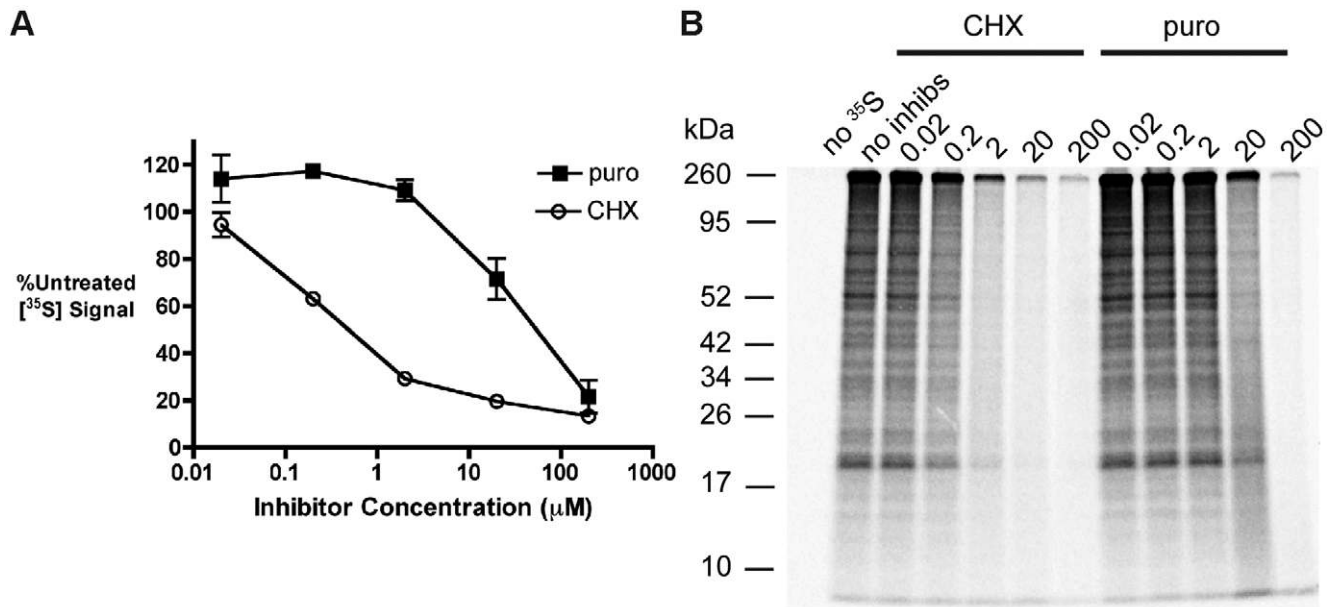 A
120
100
80
60
40
20
0
%Untreated
[³⁵S] Signal
puro
CHX
0.01 0.1 1 10 100 1000
Inhibitor Concentration (µM)
B
CHX puro
kDa
no ³⁵S
no inhibs
0.02
0.2
2
20
200
0.02
0.2
2
20
200
260
95
52
42
34
26
17
10